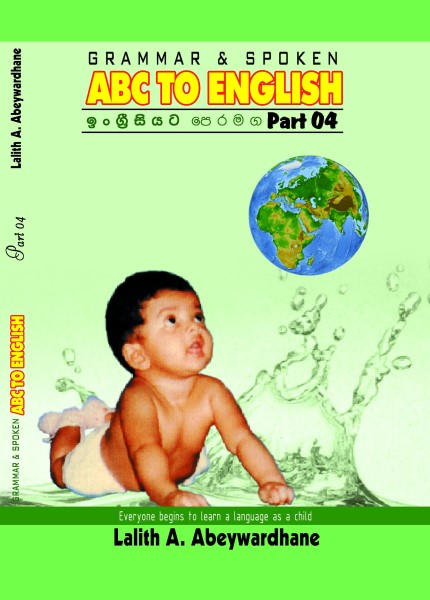 GRAMMAR & SPOKEN
ABC TO ENGLISH
ඉංග්‍රීසියට පෙරමග Part 04
Everyone begins to learn a language as a child
Lalith A. Abeywardhane
Lalith A. Abeywardhane
Part 04
GRAMMAR & SPOKEN ABC TO ENGLISH